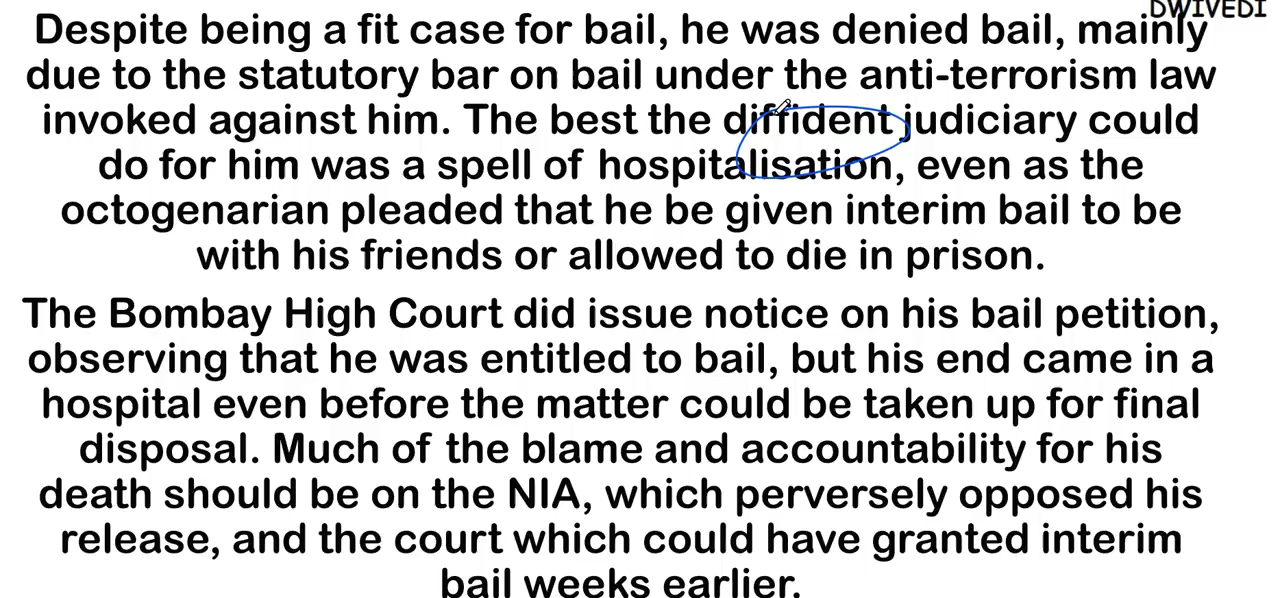 DWIVEDI
Despite being a fit case for bail, he was denied bail, mainly
due to the statutory bar on bail under the anti-terrorism law
invoked against him. The best the diffident judiciary could
do for him was a spell of hospitalisation, even as the
octogenarian pleaded that he be given interim bail to be
with his friends or allowed to die in prison.
The Bombay High Court did issue notice on his bail petition,
observing that he was entitled to bail, but his end came in a
hospital even before the matter could be taken up for final
disposal. Much of the blame and accountability for his
death should be on the NIA, which perversely opposed his
release, and the court which could have granted interim
bail weeks earlier.